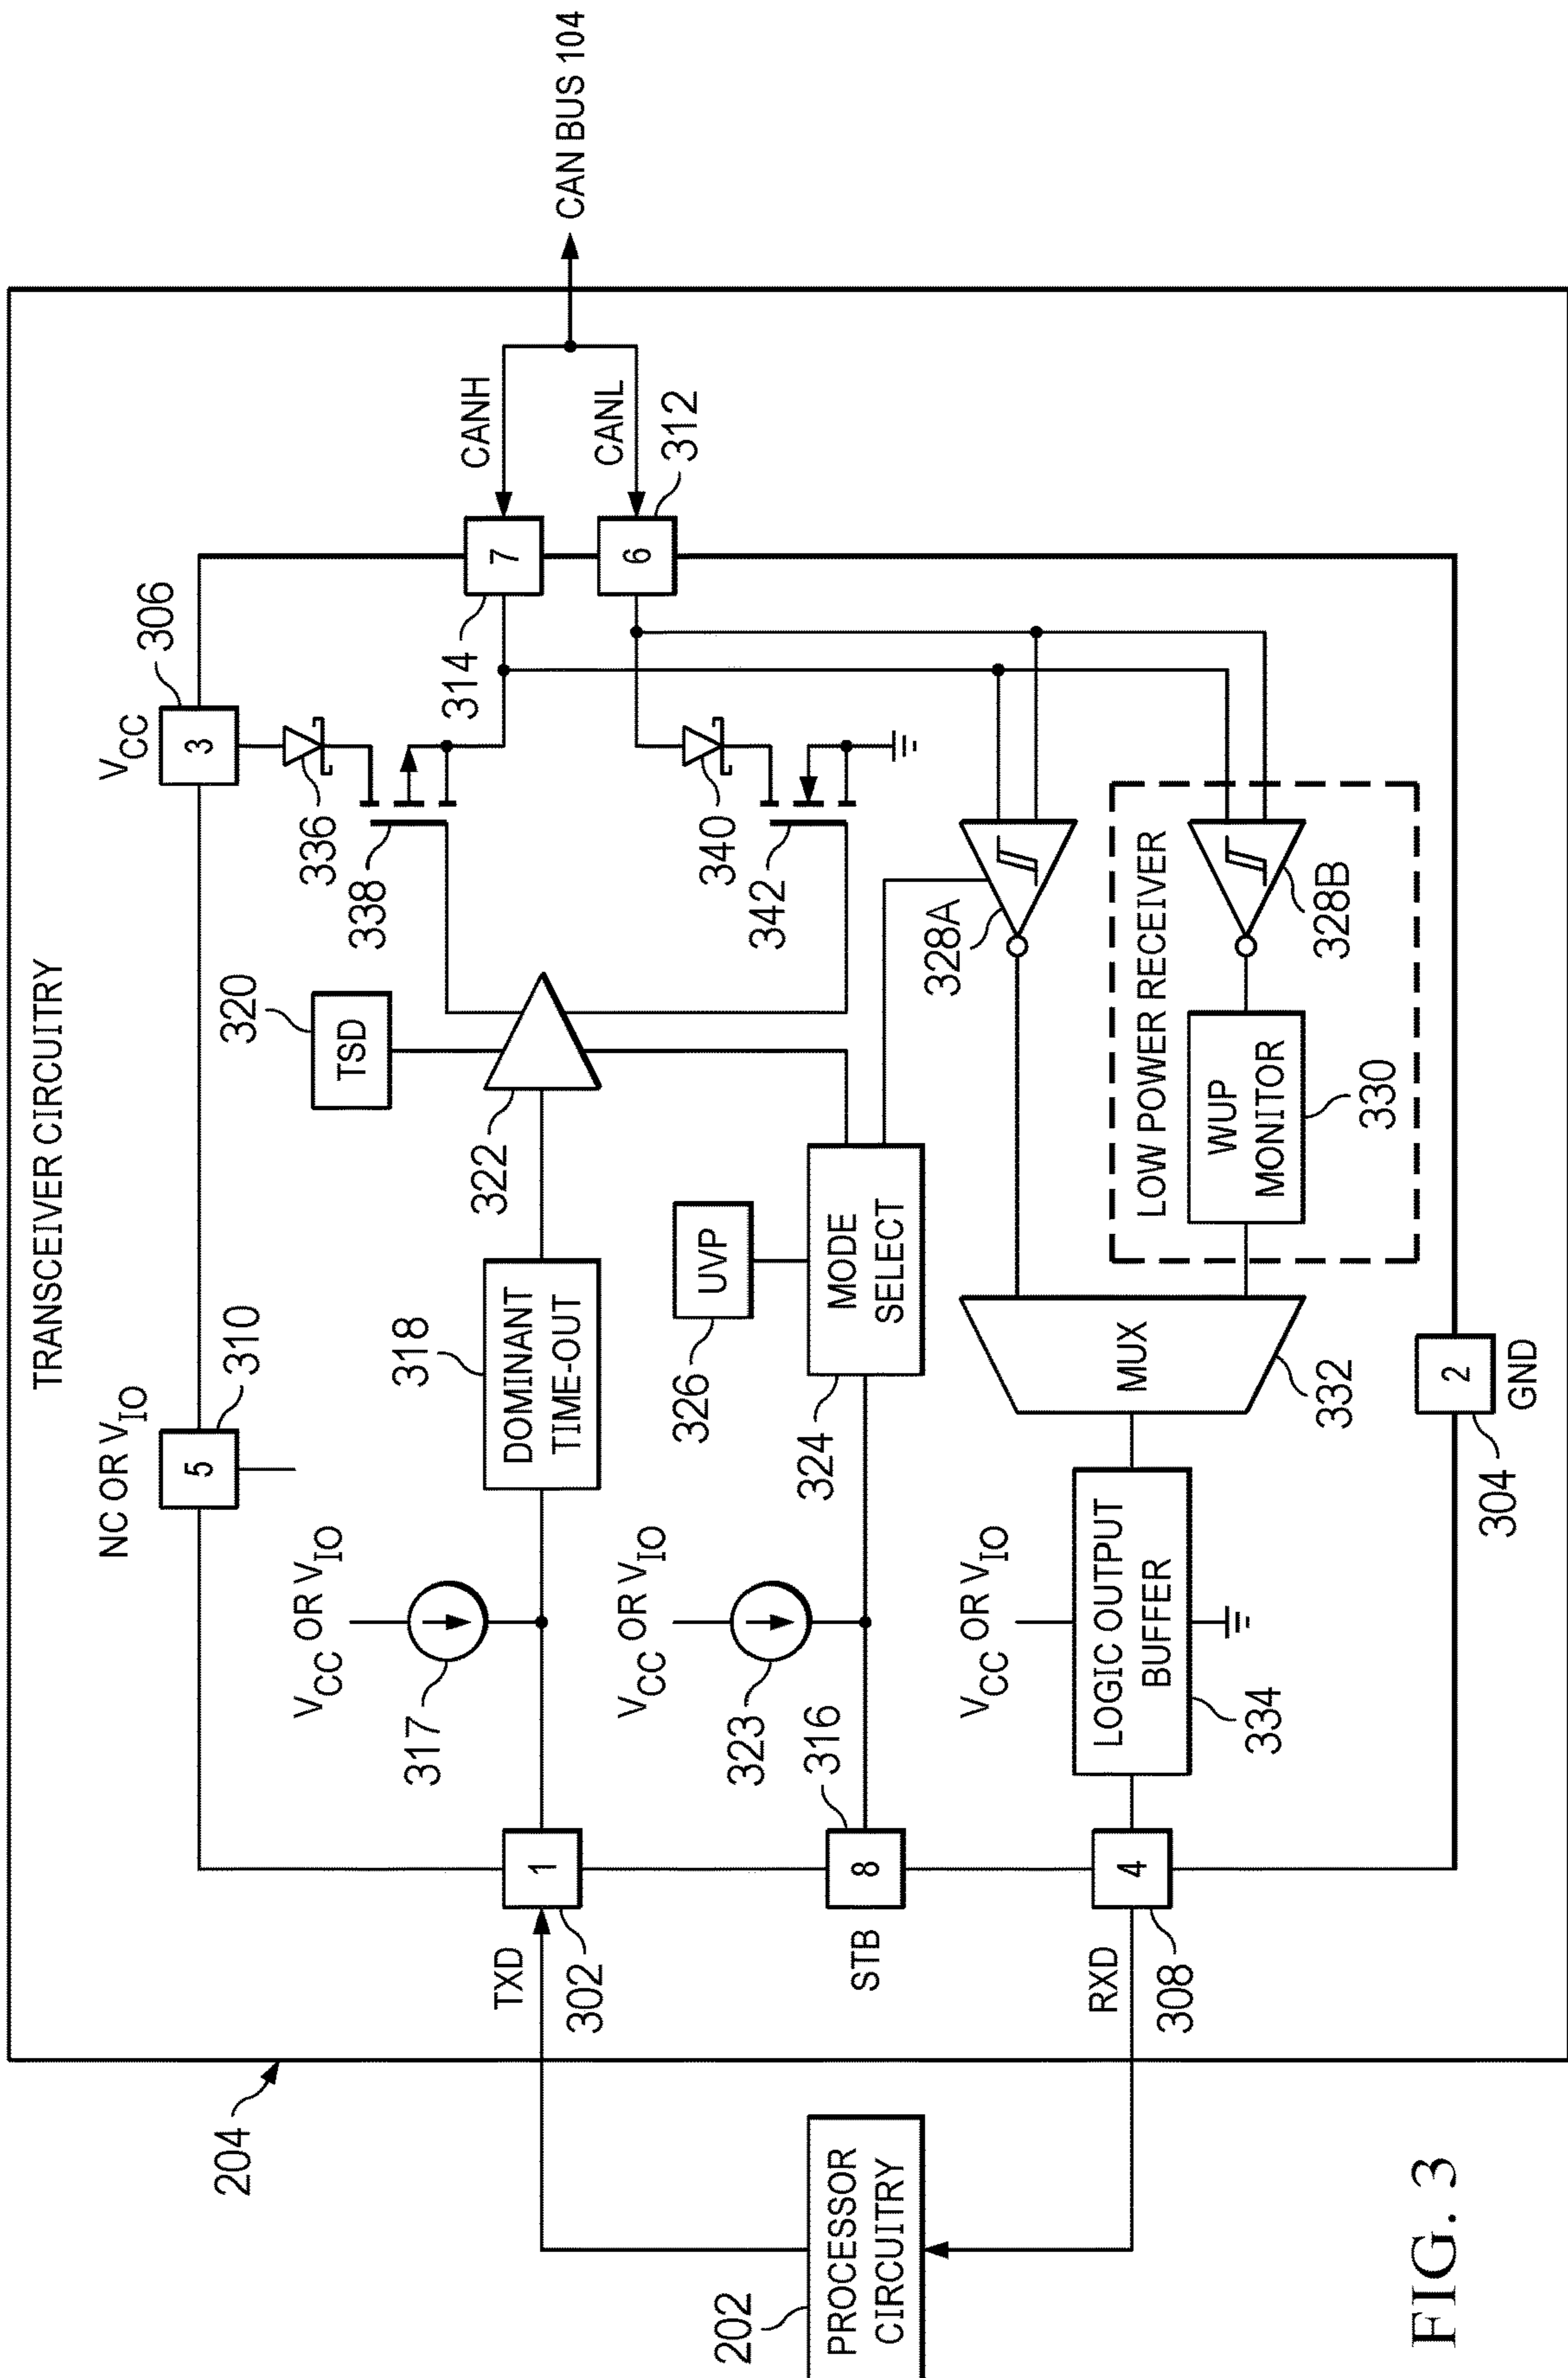 TRANSCEIVER CIRCUITRY
204
NC OR VIO
5
310
VCC
3
306
320
TSD
336
338
VCC OR VIO
317
318
DOMINANT
TIME-OUT
322
314
7
CANH
CAN BUS 104
TXD
1
302
6
CANL
312
340
342
326
UVP
VCC OR VIO
323
316
8
STB
324
MODE
SELECT
202
PROCESSOR
CIRCUITRY
328A
VCC OR VIO
RXD
4
308
LOGIC OUTPUT
BUFFER
334
MUX
332
LOW POWER RECEIVER
WUP
MONITOR
330
328B
2
304
GND
FIG. 3